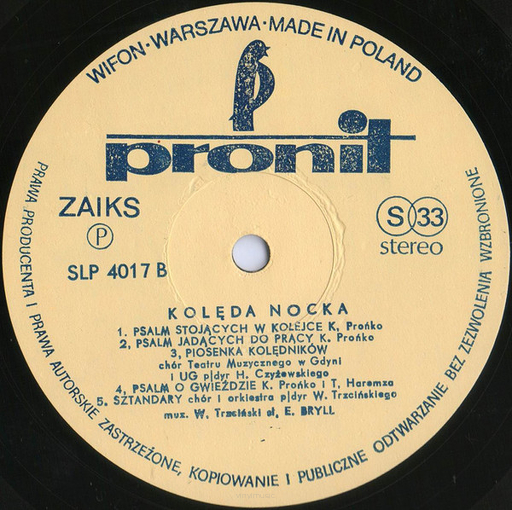 WIFON · WARSZAWA · MADE IN POLAND
pronit
ZAIKS
P
SLP 4017 B
S 33
stereo
KOLĘDA NOCKA
1. PSALM STOJĄCYCH W KOLEJCE K. Prońko
2, PSALM JADĄCYCH DO PRACY K. Prońko
3, PIOSENKA KOLĘDNIKÓW
chór Teatru Muzycznego w Gdyni
i UG p/dyr H. Czyżewskiego
4, PSALM O GWIEŹDZIE K. Prońko i T. Haremza
5. SZTANDARY chór i orkiestra p/dyr W. Trzcińskiego
muz. W. Trzciński sł, E. BRYLL
PRAWA PRODUCENTA I PRAWA AUTORSKIE ZASTRZEŻONE, KOPIOWANIE I PUBLICZNE ODTWARZANIE BEZ ZEZWOLENIA WZBRONIONE